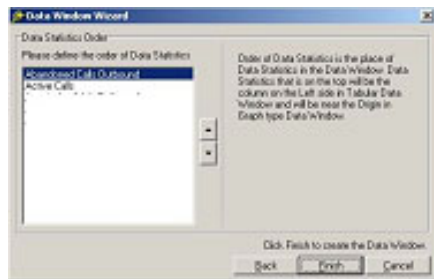 Data Window Wizard
Data Statistics Order
Please define the order of Data Statistics
Abandoned Calls Outbound
Active Calls
Order of Data Statistics is the place of
Data Statistics in the Data Window. Data
Statistics that is on the top will be the
column on the Left side in Tabular Data
Window and will be near the Origin in
Graph type Data Window.
Click Finish to create the Data Window.
Back
Finish
Cancel